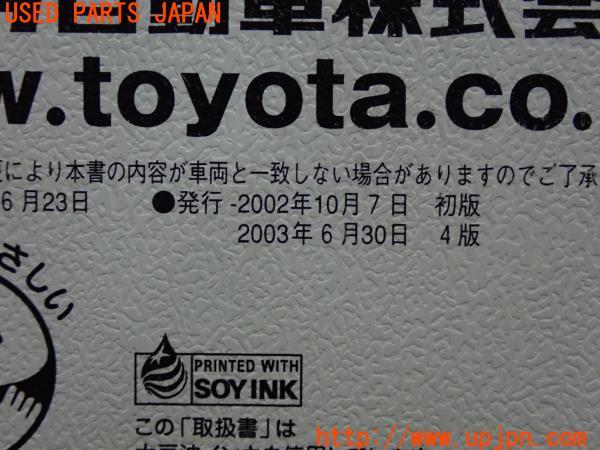 USED PARTS JAPAN
自動車株式会
w.toyota.co.
により本書の内容が車両と一致しない場合がありますのでご了承
6月23日 ●発行-2002年10月7日 初版
2003年6月30日 4版
さしい
PRINTED WITH
SOY INK
この「取扱書」は
http://www.upjpn.com